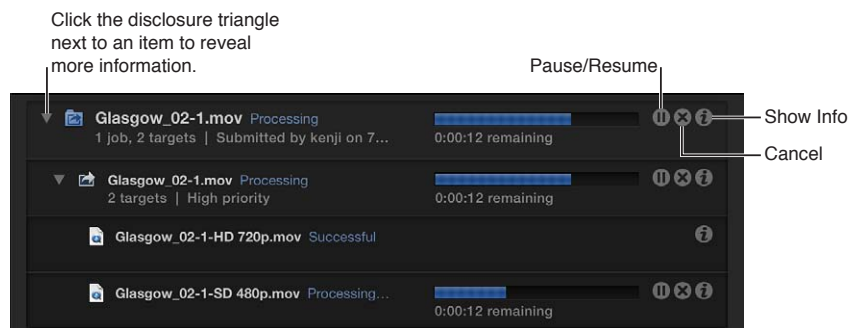 Click the disclosure triangle
next to an item to reveal
more information.
Pause/Resume
Glasgow_02-1.mov Processing
1 job, 2 targets | Submitted by kenji on 7...
0:00:12 remaining
Show Info
Cancel
Glasgow_02-1.mov Processing
2 targets | High priority
0:00:12 remaining
Glasgow_02-1-HD 720p.mov Successful
Glasgow_02-1-SD 480p.mov Processing...
0:00:12 remaining